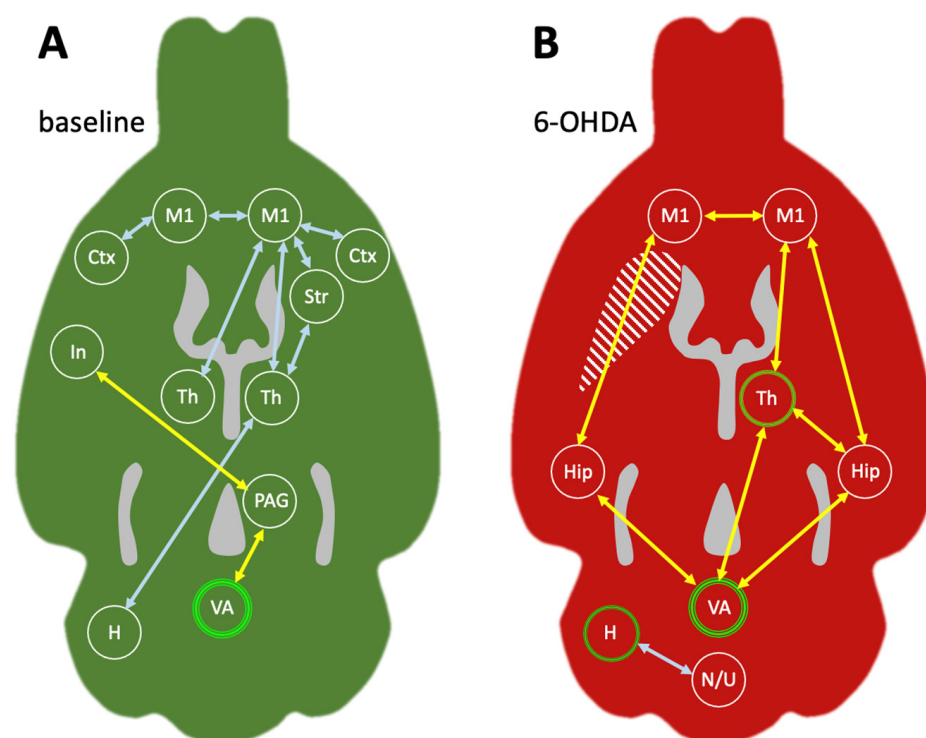 A
baseline
M1 M1
Ctx Ctx
Str
In
Th Th
PAG
VA
H
B
6-OHDA
M1 M1
Th
Hip Hip
VA
H
N/U